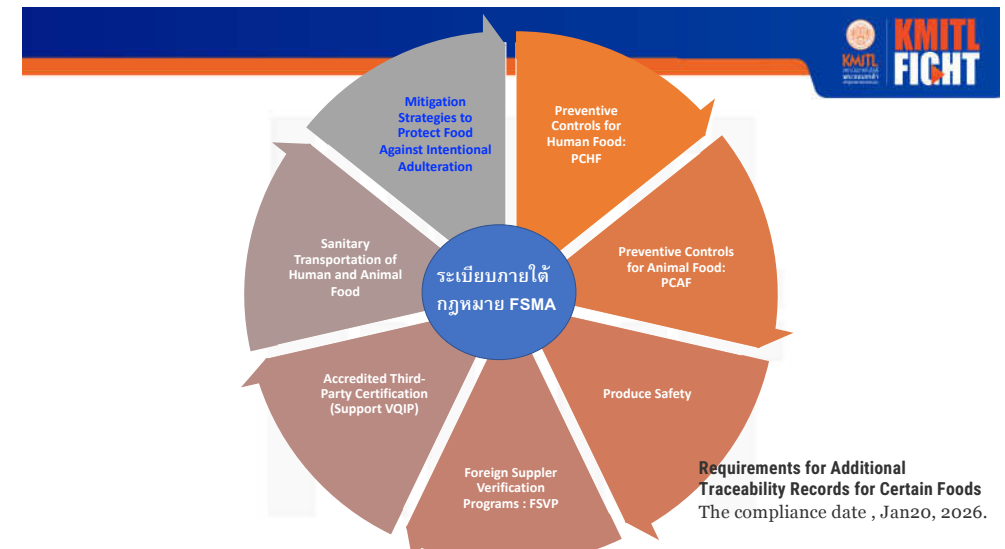 KMITL
FIGHT
KMITL
Mitigation
Strategies to
Protect Food
Against Intentional
Adulteration
Preventive
Controls for
Human Food:
PCHF
Sanitary
Transportation of
Human and Animal
Food
ระเบียบภายใต้
กฎหมาย FSMA
Preventive Controls
for Animal Food:
PCAF
Accredited Third-
Party Certification
(Support VQIP)
Produce Safety
Foreign Suppler
Verification
Programs : FSVP
Requirements for Additional
Traceability Records for Certain Foods
The compliance date , Jan20, 2026.